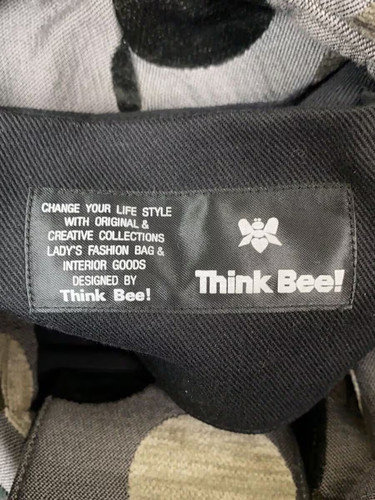 CHANGE YOUR LIFE STYLE
WITH ORIGINAL &
CREATIVE COLLECTIONS
LADY'S FASHION BAG &
INTERIOR GOODS
DESIGNED BY
Think Bee!
Think Bee!